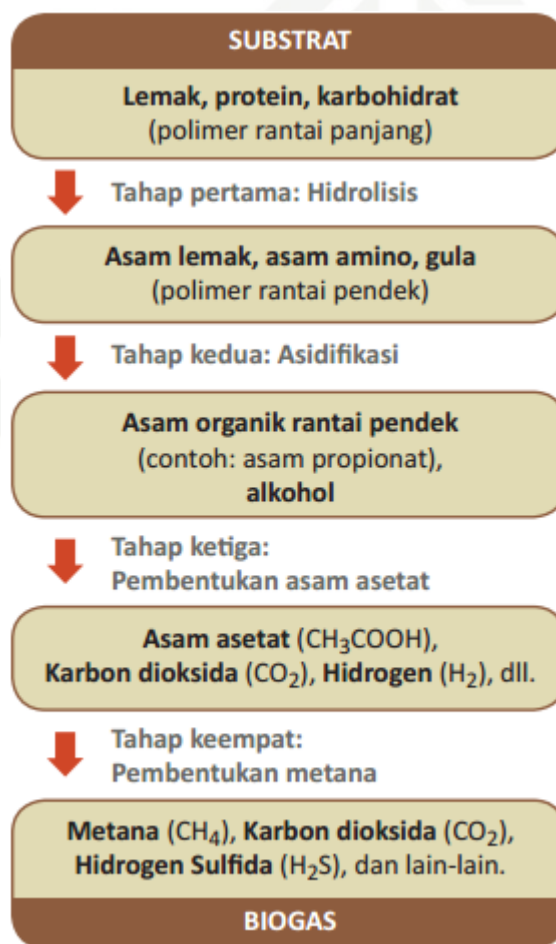 SUBSTRAT
Lemak, protein, karbohidrat
(polimer rantai panjang)
Tahap pertama: Hidrolisis
Asam lemak, asam amino, gula
(polimer rantai pendek)
Tahap kedua: Asidifikasi
Asam organik rantai pendek
(contoh: asam propionat),
alkohol
Tahap ketiga:
Pembentukan asam asetat
Asam asetat (CH₃COOH),
Karbon dioksida (CO₂), Hidrogen (H₂), dll.
Tahap keempat:
Pembentukan metana
Metana (CH₄), Karbon dioksida (CO₂),
Hidrogen Sulfida (H₂S), dan lain-lain.
BIOGAS